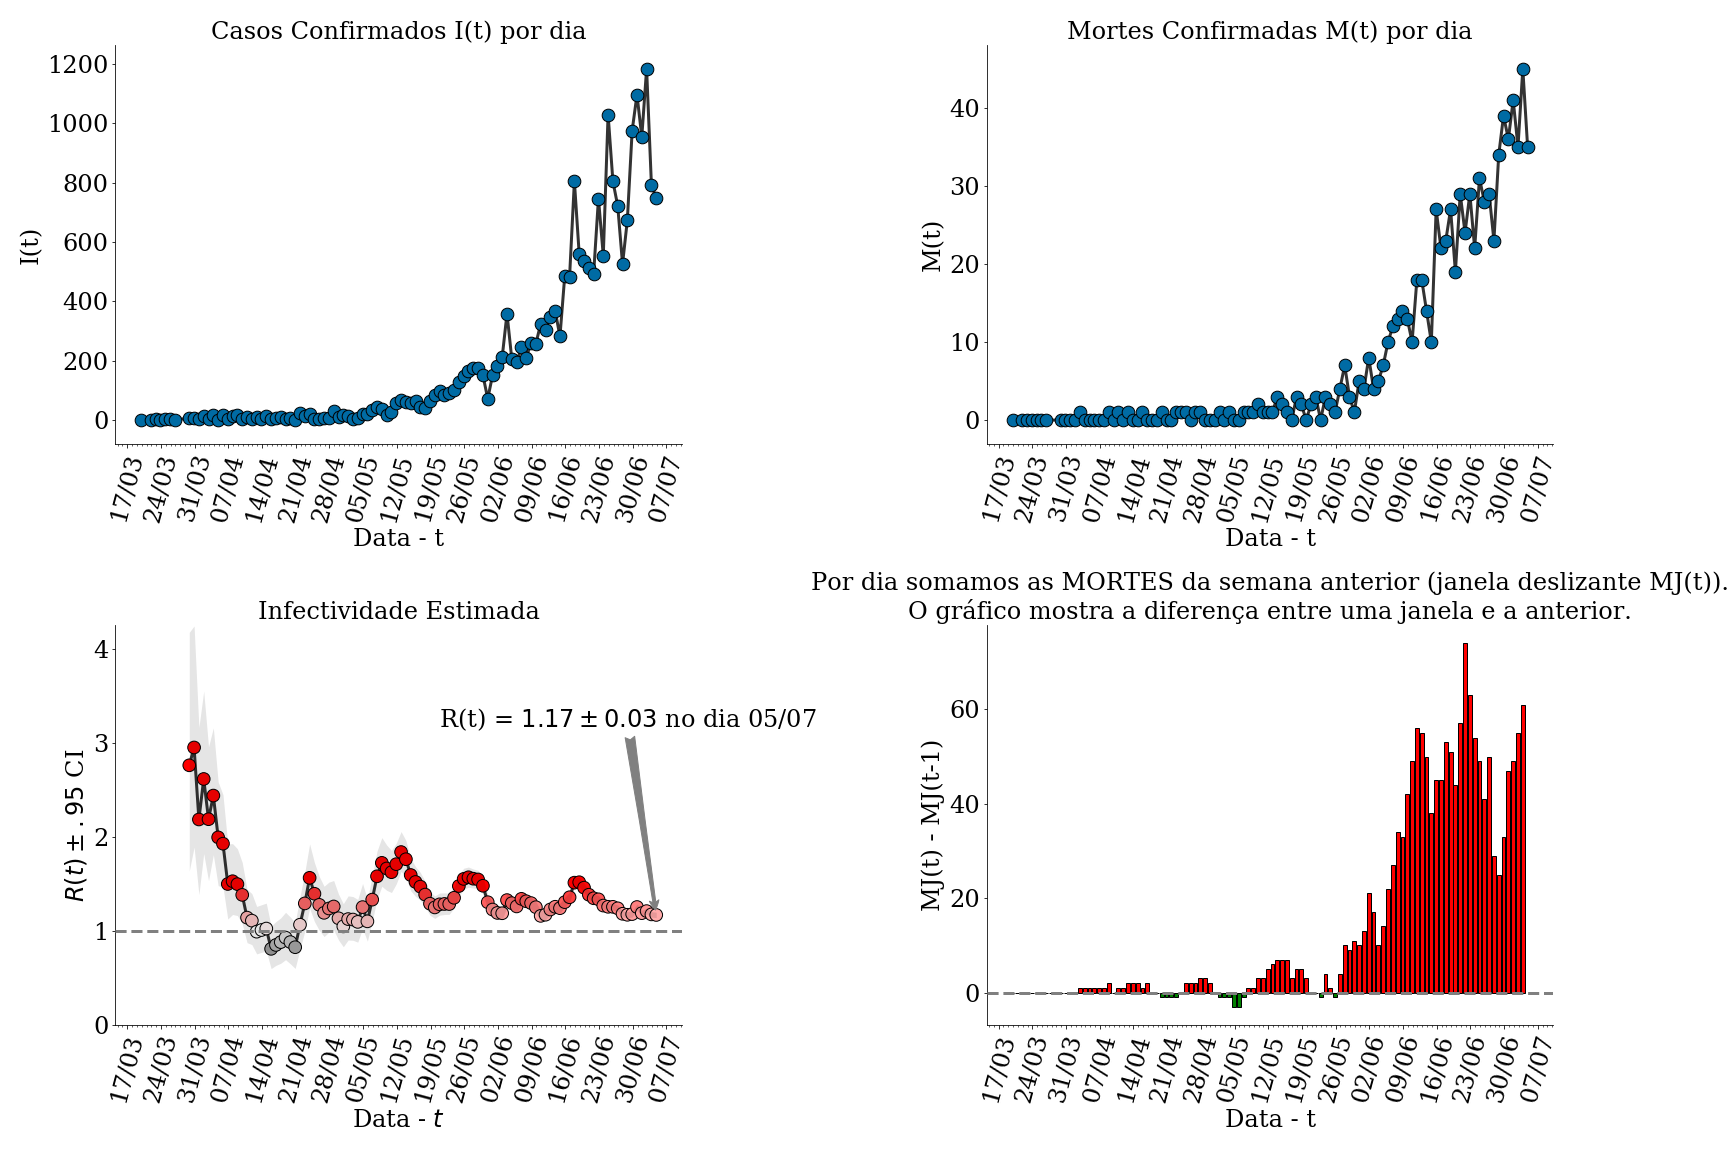 Casos Confirmados I(t) por dia
I(t)
1200
1000
800
600
400
200
0
17/03 24/03 31/03 07/04 14/04 21/04 28/04 05/05 12/05 19/05 26/05 02/06 09/06 16/06 23/06 30/06 07/07
Data - t
Mortes Confirmadas M(t) por dia
M(t)
40
30
20
10
0
17/03 24/03 31/03 07/04 14/04 21/04 28/04 05/05 12/05 19/05 26/05 02/06 09/06 16/06 23/06 30/06 07/07
Data - t
Infectividade Estimada
R(t) ± .95 CI
4
3
2
1
0
R(t) = 1.17 ± 0.03 no dia 05/07
17/03 24/03 31/03 07/04 14/04 21/04 28/04 05/05 12/05 19/05 26/05 02/06 09/06 16/06 23/06 30/06 07/07
Data - t
Por dia somamos as MORTES da semana anterior (janela deslizante MJ(t)).
O gráfico mostra a diferença entre uma janela e a anterior.
MJ(t) - MJ(t-1)
60
40
20
0
17/03 24/03 31/03 07/04 14/04 21/04 28/04 05/05 12/05 19/05 26/05 02/06 09/06 16/06 23/06 30/06 07/07
Data - t